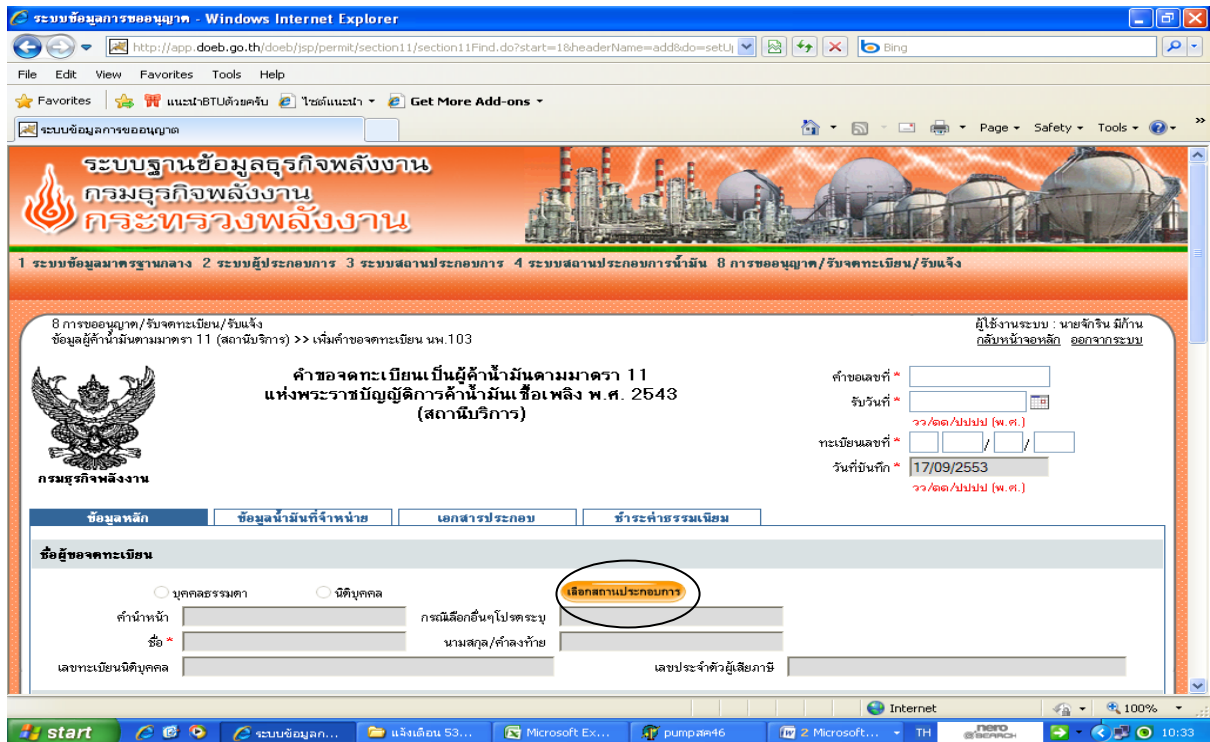 ระบบข้อมูลการขออนุญาต - Windows Internet Explorer
http://app.doeb.go.th/doeb/jsp/permit/section11/section11Find.do?start=1&headerName=add&do=setU
Bing
File Edit View Favorites Tools Help
Favorites แนะนำBTUด้วยครับ ไซต์แนะนำ Get More Add-ons
ระบบข้อมูลการขออนุญาต Page Safety Tools
ระบบฐานข้อมูลธุรกิจพลังงาน
กรมธุรกิจพลังงาน
กระทรวงพลังงาน
1 ระบบข้อมูลมาตรฐานกลาง 2 ระบบผู้ประกอบการ 3 ระบบสถานประกอบการ 4 ระบบสถานประกอบการน้ำมัน 8 การขออนุญาต/รับจดทะเบียน/รับแจ้ง
8 การขออนุญาต/รับจดทะเบียน/รับแจ้ง ผู้ใช้งานระบบ : นายจักริน มีก้าน
ข้อมูลผู้ค้าน้ำมันตามมาตรา 11 (สถานีบริการ) >> เพิ่มคำขอจดทะเบียน นพ.103 กลับหน้าจอหลัก ออกจากระบบ
คำขอจดทะเบียนเป็นผู้ค้าน้ำมันตามมาตรา 11
แห่งพระราชบัญญัติการค้าน้ำมันเชื้อเพลิง พ.ศ. 2543
(สถานีบริการ)
คำขอเลขที่ *
รับวันที่ *
วว/ดด/ปปปป (พ.ศ.)
ทะเบียนเลขที่ * / /
วันที่บันทึก * 17/09/2553
วว/ดด/ปปปป (พ.ศ.)
กรมธุรกิจพลังงาน
ข้อมูลหลัก ข้อมูลน้ำมันที่จำหน่าย เอกสารประกอบ ชำระค่าธรรมเนียม
ชื่อผู้ขอจดทะเบียน
บุคคลธรรมดา นิติบุคคล เลือกสถานประกอบการ
คำนำหน้า กรณีเลือกอื่นๆโปรดระบุ
ชื่อ * นามสกุล/คำลงท้าย
เลขทะเบียนนิติบุคคล เลขประจำตัวผู้เสียภาษี
Internet 100%
start ระบบข้อมูลก... แจ้งเดือน 53... Microsoft Ex... pumpสค46 2 Microsoft... TH nero SEARCH 10:33